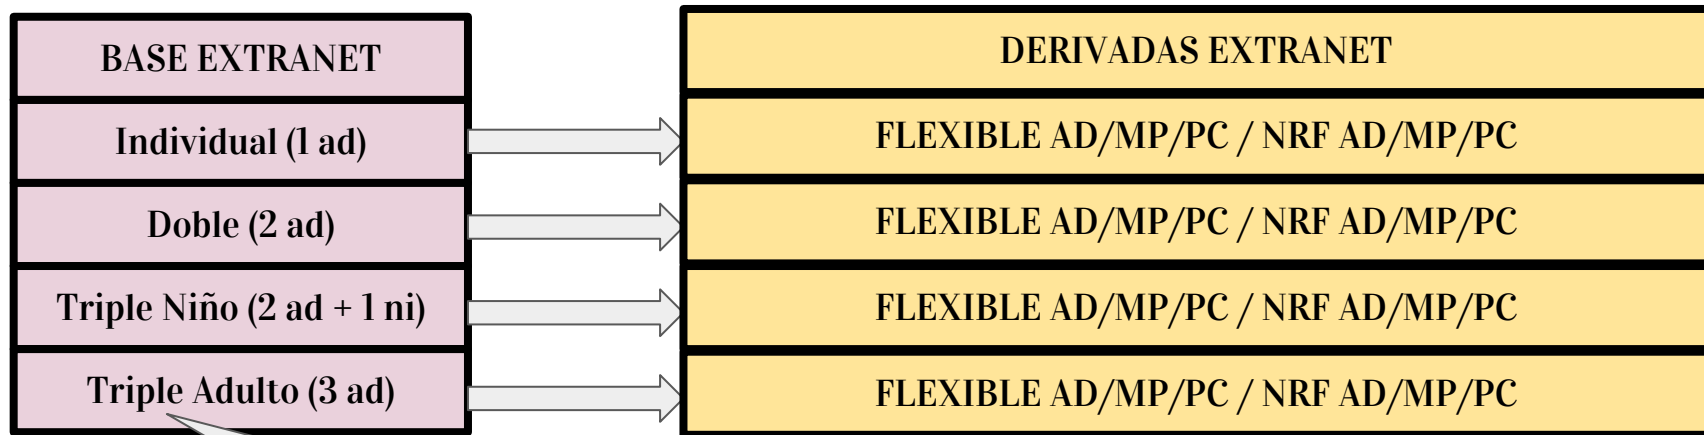 BASE EXTRANET
DERIVADAS EXTRANET
Individual (1 ad)
FLEXIBLE AD/MP/PC / NRF AD/MP/PC
Doble (2 ad)
FLEXIBLE AD/MP/PC / NRF AD/MP/PC
Triple Niño (2 ad + 1 ni)
FLEXIBLE AD/MP/PC / NRF AD/MP/PC
Triple Adulto (3 ad)
FLEXIBLE AD/MP/PC / NRF AD/MP/PC